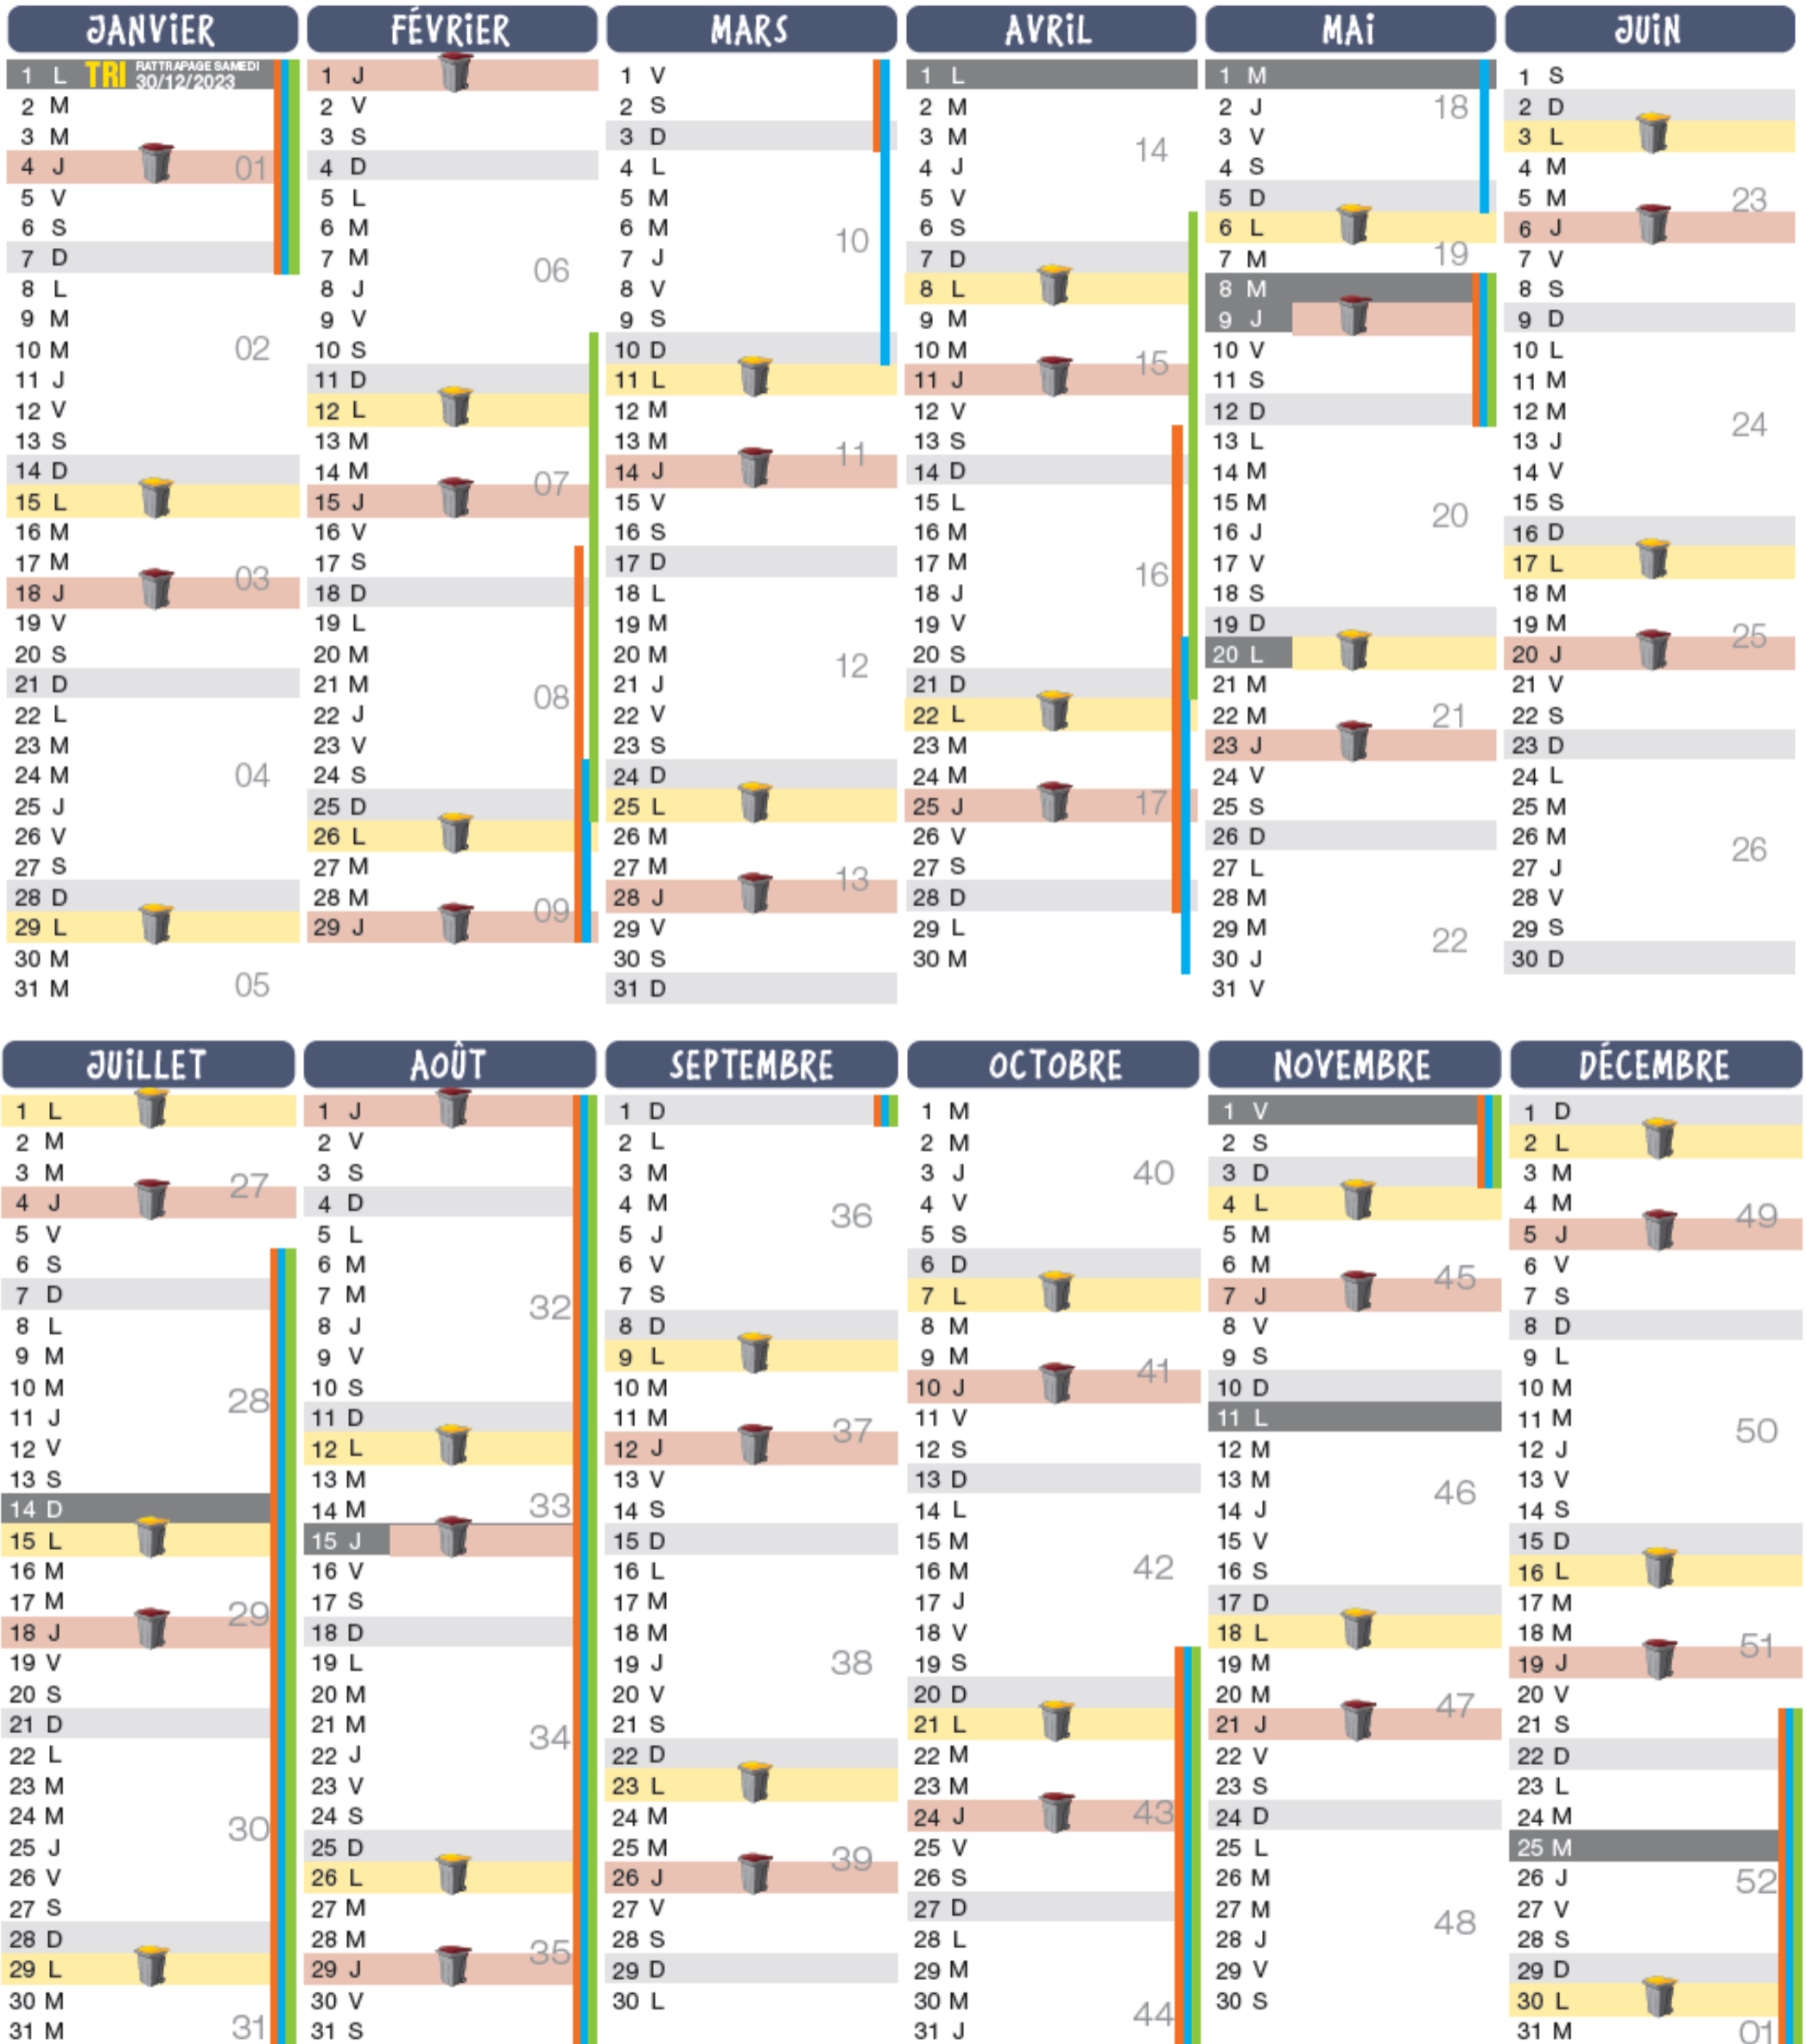 JANViER
1 L TRI RATTRAPAGE SAMEDI
30/12/2023
2 M
3 M
4 J 01
5 V
6 S
7 D
8 L
9 M
10 M 02
11 J
12 V
13 S
14 D
15 L
16 M
17 M
18 J 03
19 V
20 S
21 D
22 L
23 M
24 M 04
25 J
26 V
27 S
28 D
29 L
30 M
31 M 05
FÉVRiER
1 J
2 V
3 S
4 D
5 L
6 M
7 M 06
8 J
9 V
10 S
11 D
12 L
13 M
14 M 07
15 J
16 V
17 S
18 D
19 L
20 M
21 M 08
22 J
23 V
24 S
25 D
26 L
27 M
28 M 09
29 J
MARS
1 V
2 S
3 D
4 L
5 M
6 M 10
7 J
8 V
9 S
10 D
11 L
12 M
13 M 11
14 J
15 V
16 S
17 D
18 L
19 M
20 M 12
21 J
22 V
23 S
24 D
25 L
26 M
27 M 13
28 J
29 V
30 S
31 D
AVRiL
1 L
2 M
3 M 14
4 J
5 V
6 S
7 D
8 L
9 M
10 M 15
11 J
12 V
13 S
14 D
15 L
16 M
17 M 16
18 J
19 V
20 S
21 D
22 L
23 M
24 M
25 J 17
26 V
27 S
28 D
29 L
30 M
MAi
1 M
2 J 18
3 V
4 S
5 D
6 L
7 M 19
8 M
9 J
10 V
11 S
12 D
13 L
14 M
15 M 20
16 J
17 V
18 S
19 D
20 L
21 M
22 M 21
23 J
24 V
25 S
26 D
27 L
28 M
29 M 22
30 J
31 V
JUiN
1 S
2 D
3 L
4 M
5 M 23
6 J
7 V
8 S
9 D
10 L
11 M
12 M 24
13 J
14 V
15 S
16 D
17 L
18 M
19 M 25
20 J
21 V
22 S
23 D
24 L
25 M
26 M 26
27 J
28 V
29 S
30 D
JUiLLET
1 L
2 M
3 M 27
4 J
5 V
6 S
7 D
8 L
9 M
10 M 28
11 J
12 V
13 S
14 D
15 L
16 M
17 M 29
18 J
19 V
20 S
21 D
22 L
23 M
24 M 30
25 J
26 V
27 S
28 D
29 L
30 M
31 M 31
AOÛT
1 J
2 V
3 S
4 D
5 L
6 M
7 M 32
8 J
9 V
10 S
11 D
12 L
13 M
14 M 33
15 J
16 V
17 S
18 D
19 L
20 M
21 M 34
22 J
23 V
24 S
25 D
26 L
27 M
28 M 35
29 J
30 V
31 S
SEPTEMBRE
1 D
2 L
3 M
4 M 36
5 J
6 V
7 S
8 D
9 L
10 M
11 M 37
12 J
13 V
14 S
15 D
16 L
17 M
18 M
19 J 38
20 V
21 S
22 D
23 L
24 M
25 M 39
26 J
27 V
28 S
29 D
30 L
OCTOBRE
1 M
2 M
3 J 40
4 V
5 S
6 D
7 L
8 M
9 M 41
10 J
11 V
12 S
13 D
14 L
15 M
16 M 42
17 J
18 V
19 S
20 D
21 L
22 M
23 M
24 J 43
25 V
26 S
27 D
28 L
29 M
30 M 44
31 J
NOVEMBRE
1 V
2 S
3 D
4 L
5 M
6 M 45
7 J
8 V
9 S
10 D
11 L
12 M
13 M 46
14 J
15 V
16 S
17 D
18 L
19 M
20 M 47
21 J
22 V
23 S
24 D
25 L
26 M
27 M 48
28 J
29 V
30 S
DÉCEMBRE
1 D
2 L
3 M
4 M 49
5 J
6 V
7 S
8 D
9 L
10 M
11 M 50
12 J
13 V
14 S
15 D
16 L
17 M
18 M 51
19 J
20 V
21 S
22 D
23 L
24 M
25 M
26 J 52
27 V
28 S
29 D
30 L
31 M 01